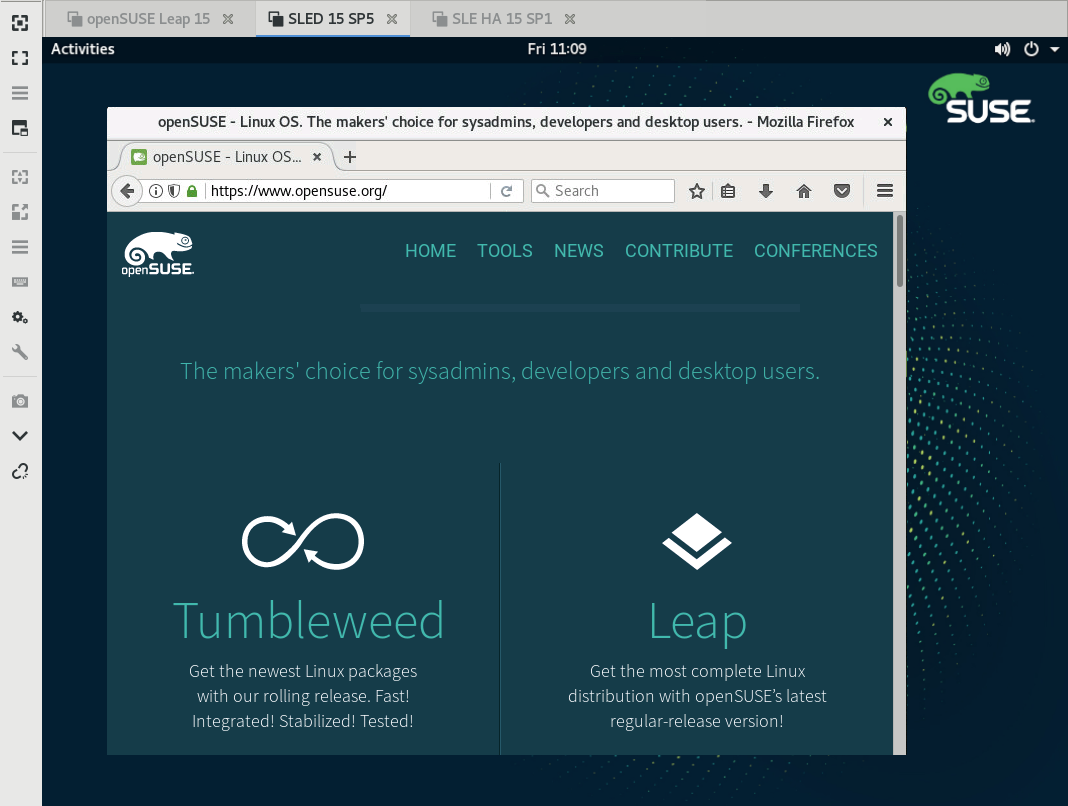 openSUSE Leap 15
SLED 15 SP5
SLE HA 15 SP1
Activities
Fri 11:09
SUSE
openSUSE - Linux OS. The makers' choice for sysadmins, developers and desktop users. - Mozilla Firefox
openSUSE - Linux OS...
https://www.opensuse.org/
Search
openSUSE
HOME TOOLS NEWS CONTRIBUTE CONFERENCES
The makers' choice for sysadmins, developers and desktop users.
Tumbleweed
Get the newest Linux packages
with our rolling release. Fast!
Integrated! Stabilized! Tested!
Leap
Get the most complete Linux
distribution with openSUSE’s latest
regular-release version!